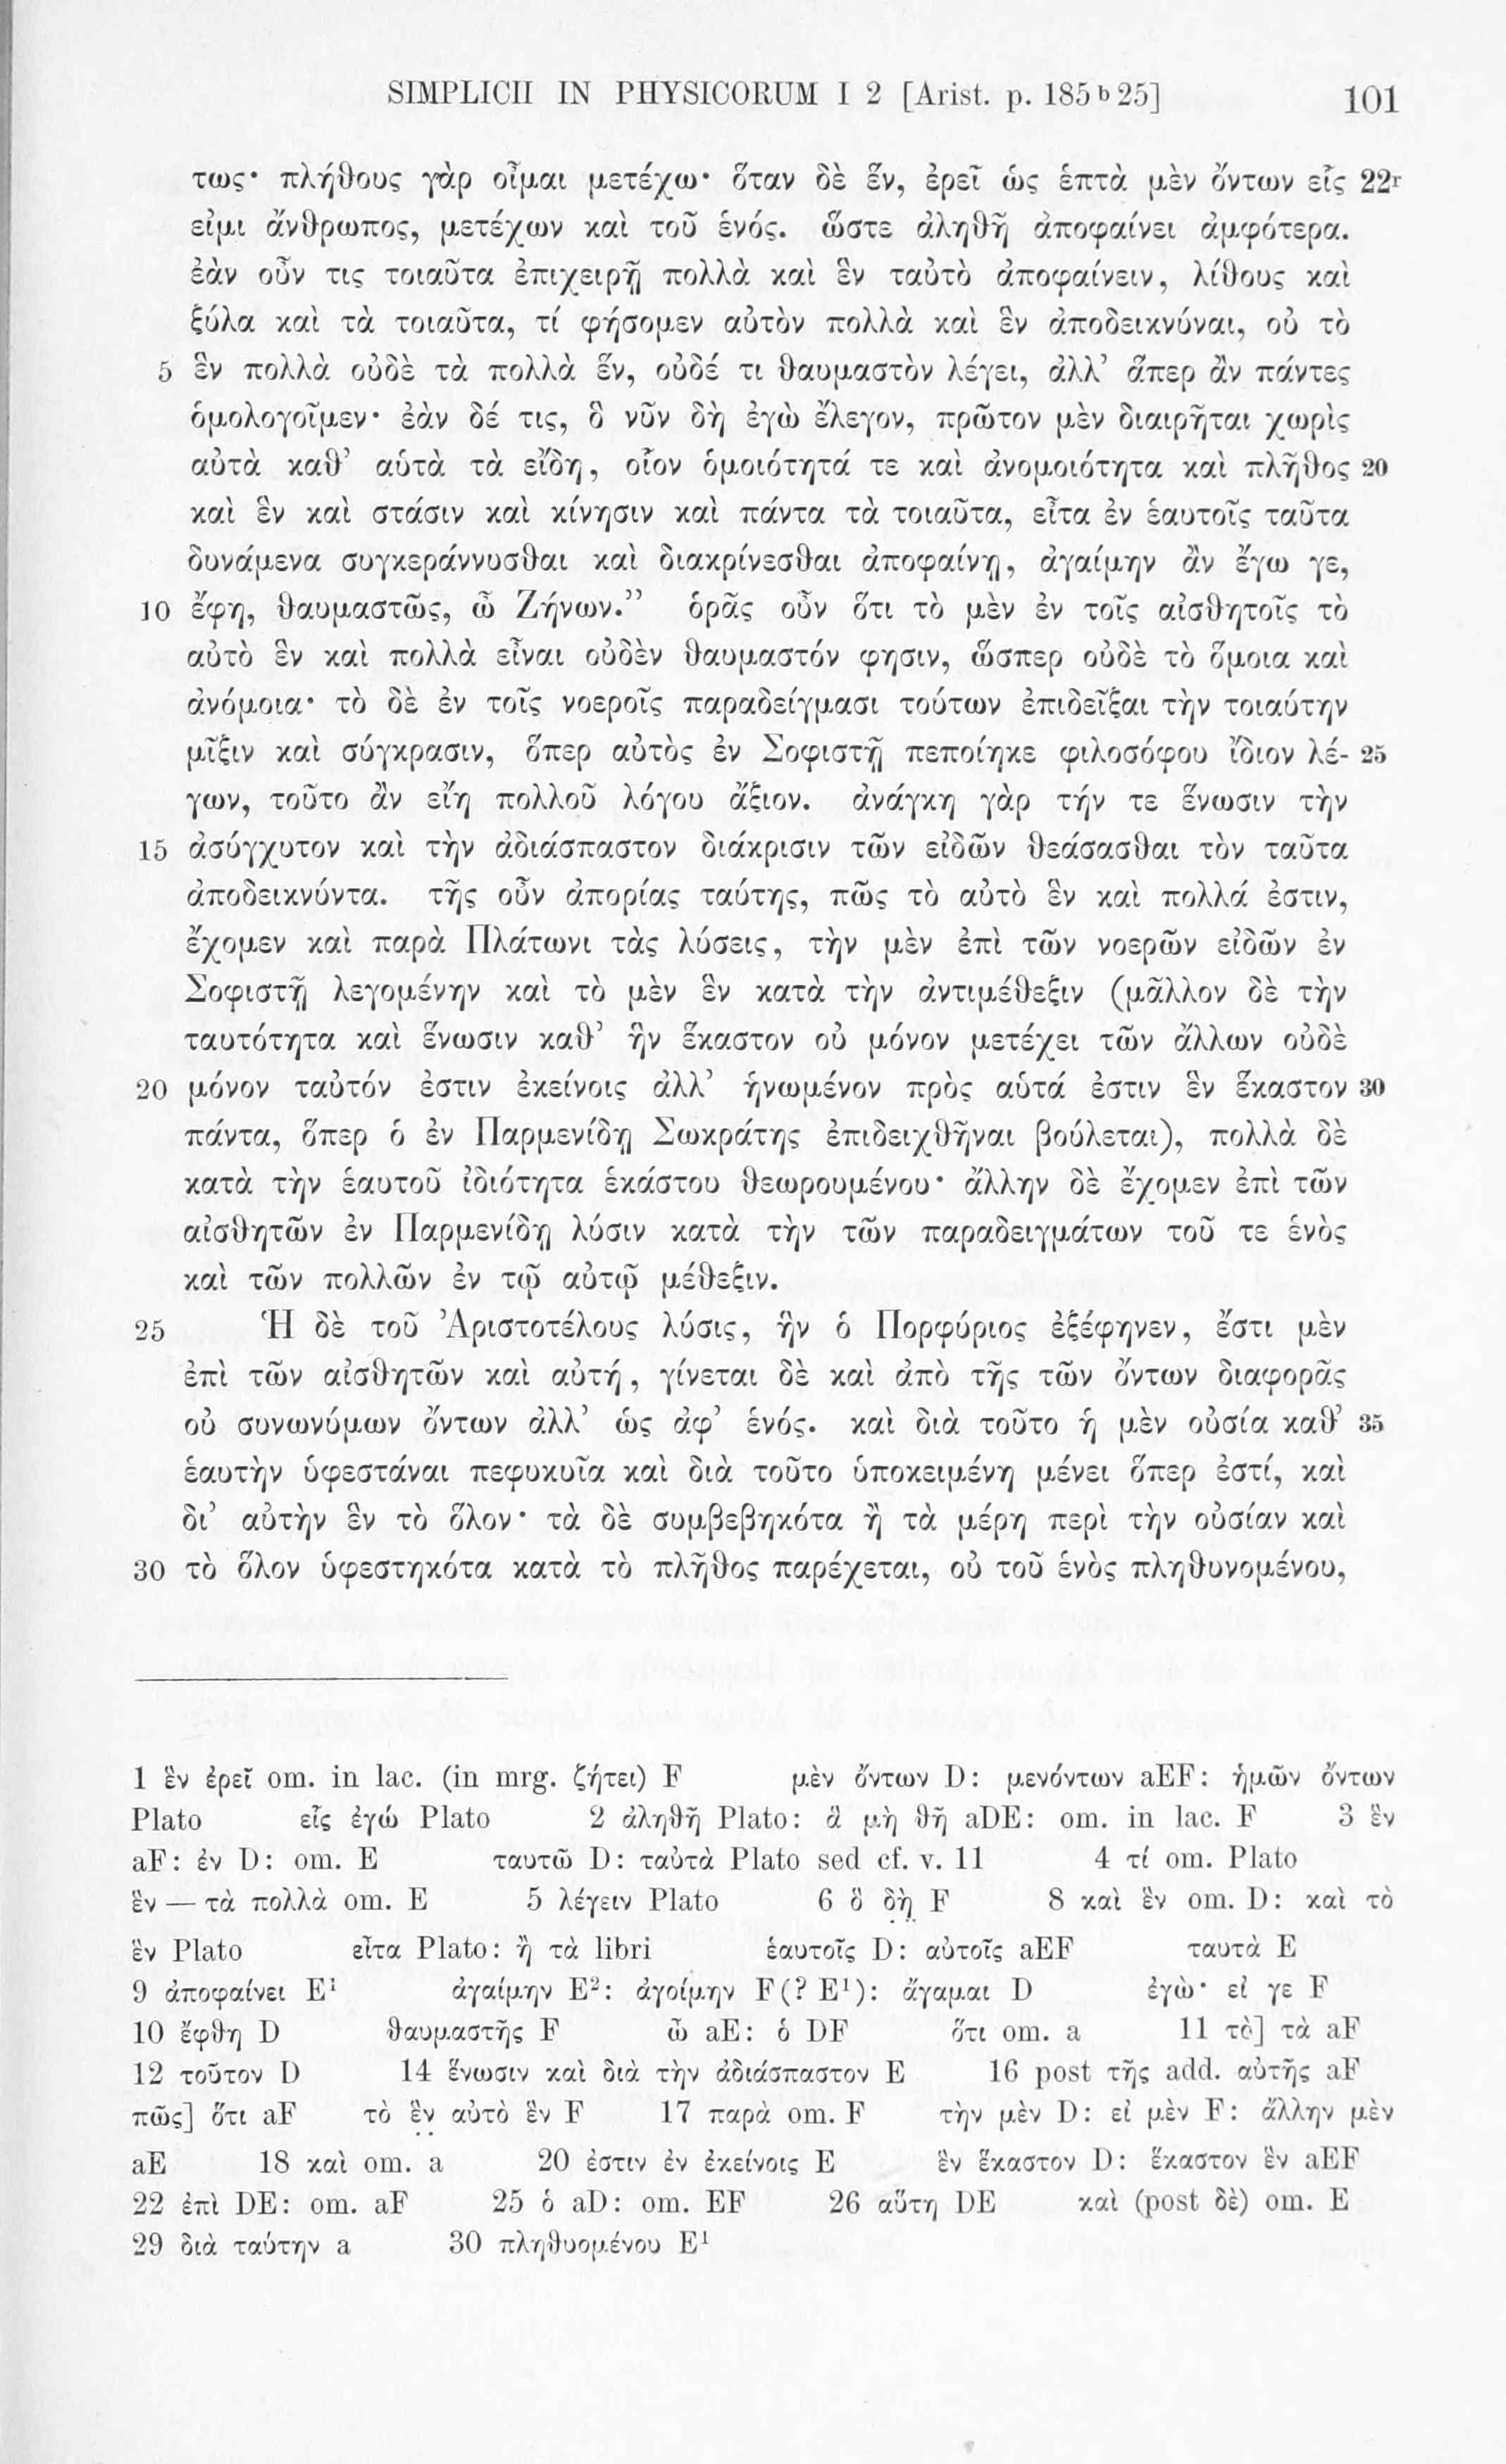 SIMPLICII IN PHYSICORUM I 2 [Arist. p. 185 b 25] 101
τως· πλήθους γὰρ οἶμαι μετέχω· ὅταν δὲ ἕν, ἐρεῖ ὡς ἑπτὰ μὲν ὄντων εἷς 22r
εἰμι ἄνθρωπος, μετέχων καὶ τοῦ ἑνός. ὥστε ἀληθῆ ἀποφαίνει ἀμφότερα.
ἐὰν οὖν τις τοιαῦτα ἐπιχειρῇ πολλὰ καὶ ἓν ταὐτὸ ἀποφαίνειν, λίθους καὶ
ξύλα καὶ τὰ τοιαῦτα, τί φήσομεν αὐτὸν πολλὰ καὶ ἓν ἀποδεικνύναι, οὐ τὸ
5 ἓν πολλὰ οὐδὲ τὰ πολλὰ ἕν, οὐδέ τι θαυμαστὸν λέγει, ἀλλ’ ἅπερ ἂν πάντες
ὁμολογοῖμεν· ἐὰν δέ τις, ὃ νῦν δὴ ἐγὼ ἔλεγον, πρῶτον μὲν διαιρῆται χωρὶς
αὐτὰ καθ’ αὑτὰ τὰ εἴδη, οἷον ὁμοιότητά τε καὶ ἀνομοιότητα καὶ πλῆθος 20
καὶ ἓν καὶ στάσιν καὶ κίνησιν καὶ πάντα τὰ τοιαῦτα, εἶτα ἐν ἑαυτοῖς ταῦτα
δυνάμενα συγκεράννυσθαι καὶ διακρίνεσθαι ἀποφαίνῃ, ἀγαίμην ἂν ἔγω γε,
10 ἔφη, θαυμαστῶς, ὦ Ζήνων.” ὁρᾷς οὖν ὅτι τὸ μὲν ἐν τοῖς αἰσθητοῖς τὸ
αὐτὸ ἓν καὶ πολλὰ εἶναι οὐδὲν θαυμαστόν φησιν, ὥσπερ οὐδὲ τὸ ὅμοια καὶ
ἀνόμοια· τὸ δὲ ἐν τοῖς νοεροῖς παραδείγμασι τούτων ἐπιδεῖξαι τὴν τοιαύτην
μῖξιν καὶ σύγκρασιν, ὅπερ αὐτὸς ἐν Σοφιστῇ πεποίηκε φιλοσόφου ἴδιον λέ- 25
γων, τοῦτο ἂν εἴη πολλοῦ λόγου ἄξιον. ἀνάγκη γὰρ τήν τε ἕνωσιν τὴν
15 ἀσύγχυτον καὶ τὴν ἀδιάσπαστον διάκρισιν τῶν εἰδῶν θεάσασθαι τὸν ταῦτα
ἀποδεικνύντα. τῆς οὖν ἀπορίας ταύτης, πῶς τὸ αὐτὸ ἓν καὶ πολλά ἐστιν,
ἔχομεν καὶ παρὰ Πλάτωνι τὰς λύσεις, τὴν μὲν ἐπὶ τῶν νοερῶν εἰδῶν ἐν
Σοφιστῇ λεγομένην καὶ τὸ μὲν ἓν κατὰ τὴν ἀντιμέθεξιν (μᾶλλον δὲ τὴν
ταυτότητα καὶ ἕνωσιν καθ’ ἣν ἕκαστον οὐ μόνον μετέχει τῶν ἄλλων οὐδὲ
20 μόνον ταὐτόν ἐστιν ἐκείνοις ἀλλ’ ἡνωμένον πρὸς αὑτά ἐστιν ἓν ἕκαστον 30
πάντα, ὅπερ ὁ ἐν Παρμενίδῃ Σωκράτης ἐπιδειχθῆναι βούλεται), πολλὰ δὲ
κατὰ τὴν ἑαυτοῦ ἰδιότητα ἑκάστου θεωρουμένου· ἄλλην δὲ ἔχομεν ἐπὶ τῶν
αἰσθητῶν ἐν Παρμενίδῃ λύσιν κατὰ τὴν τῶν παραδειγμάτων τοῦ τε ἑνὸς
καὶ τῶν πολλῶν ἐν τῷ αὐτῷ μέθεξιν.
25 Ἡ δὲ τοῦ Ἀριστοτέλους λύσις, ἣν ὁ Πορφύριος ἐξέφηνεν, ἔστι μὲν
ἐπὶ τῶν αἰσθητῶν καὶ αὐτή, γίνεται δὲ καὶ ἀπὸ τῆς τῶν ὄντων διαφορᾶς
οὐ συνωνύμων ὄντων ἀλλ’ ὡς ἀφ’ ἑνός. καὶ διὰ τοῦτο ἡ μὲν οὐσία καθ’ 35
ἑαυτὴν ὑφεστάναι πεφυκυῖα καὶ διὰ τοῦτο ὑποκειμένη μένει ὅπερ ἐστί, καὶ
δι’ αὐτὴν ἓν τὸ ὅλον· τὰ δὲ συμβεβηκότα ἢ τὰ μέρη περὶ τὴν οὐσίαν καὶ
30 τὸ ὅλον ὑφεστηκότα κατὰ τὸ πλῆθος παρέχεται, οὐ τοῦ ἑνὸς πληθυνομένου,
1 ἓν ἐρεῖ om. in lac. (in mrg. ζήτει) F μὲν ὄντων D: μενόντων aEF: ἡμῶν ὄντων
Plato εἷς ἐγώ Plato 2 ἀληθῆ Plato: ἃ μὴ θῆ aDE: om. in lac. F 3 ἓν
aF: ἐν D: om. E ταυτῶ D: ταὐτὰ Plato sed cf. v. 11 4 τί om. Plato
ἓν — τὰ πολλὰ om. E 5 λέγειν Plato 6 ὃ δὴ F 8 καὶ ἓν om. D: καὶ τὸ
ἓν Plato εἶτα Plato: ἢ τὰ libri ἑαυτοῖς D: αὐτοῖς aEF ταυτὰ E
9 ἀποφαίνει E¹ ἀγαίμην E²: ἀγοίμην F(? E¹): ἄγαμαι D ἐγὼ· εἴ γε F
10 ἔφθη D θαυμαστῆς F ὦ aE: ὁ DF ὅτι om. a 11 τὸ] τὰ aF
12 τοῦτον D 14 ἕνωσιν καὶ διὰ τὴν ἀδιάσπαστον E 16 post τῆς add. αὐτῆς aF
πῶς] ὅτι aF τὸ ἓν αὐτὸ ἓν F 17 παρὰ om. F τὴν μὲν D: εἰ μὲν F: ἄλλην μὲν
aE 18 καὶ om. a 20 ἐστιν ἐν ἐκείνοις E ἓν ἕκαστον D: ἕκαστον ἓν aEF
22 ἐπὶ DE: om. aF 25 ὁ aD: om. EF 26 αὕτη DE καὶ (post δὲ) om. E
29 διὰ ταύτην a 30 πληθυομένου E¹